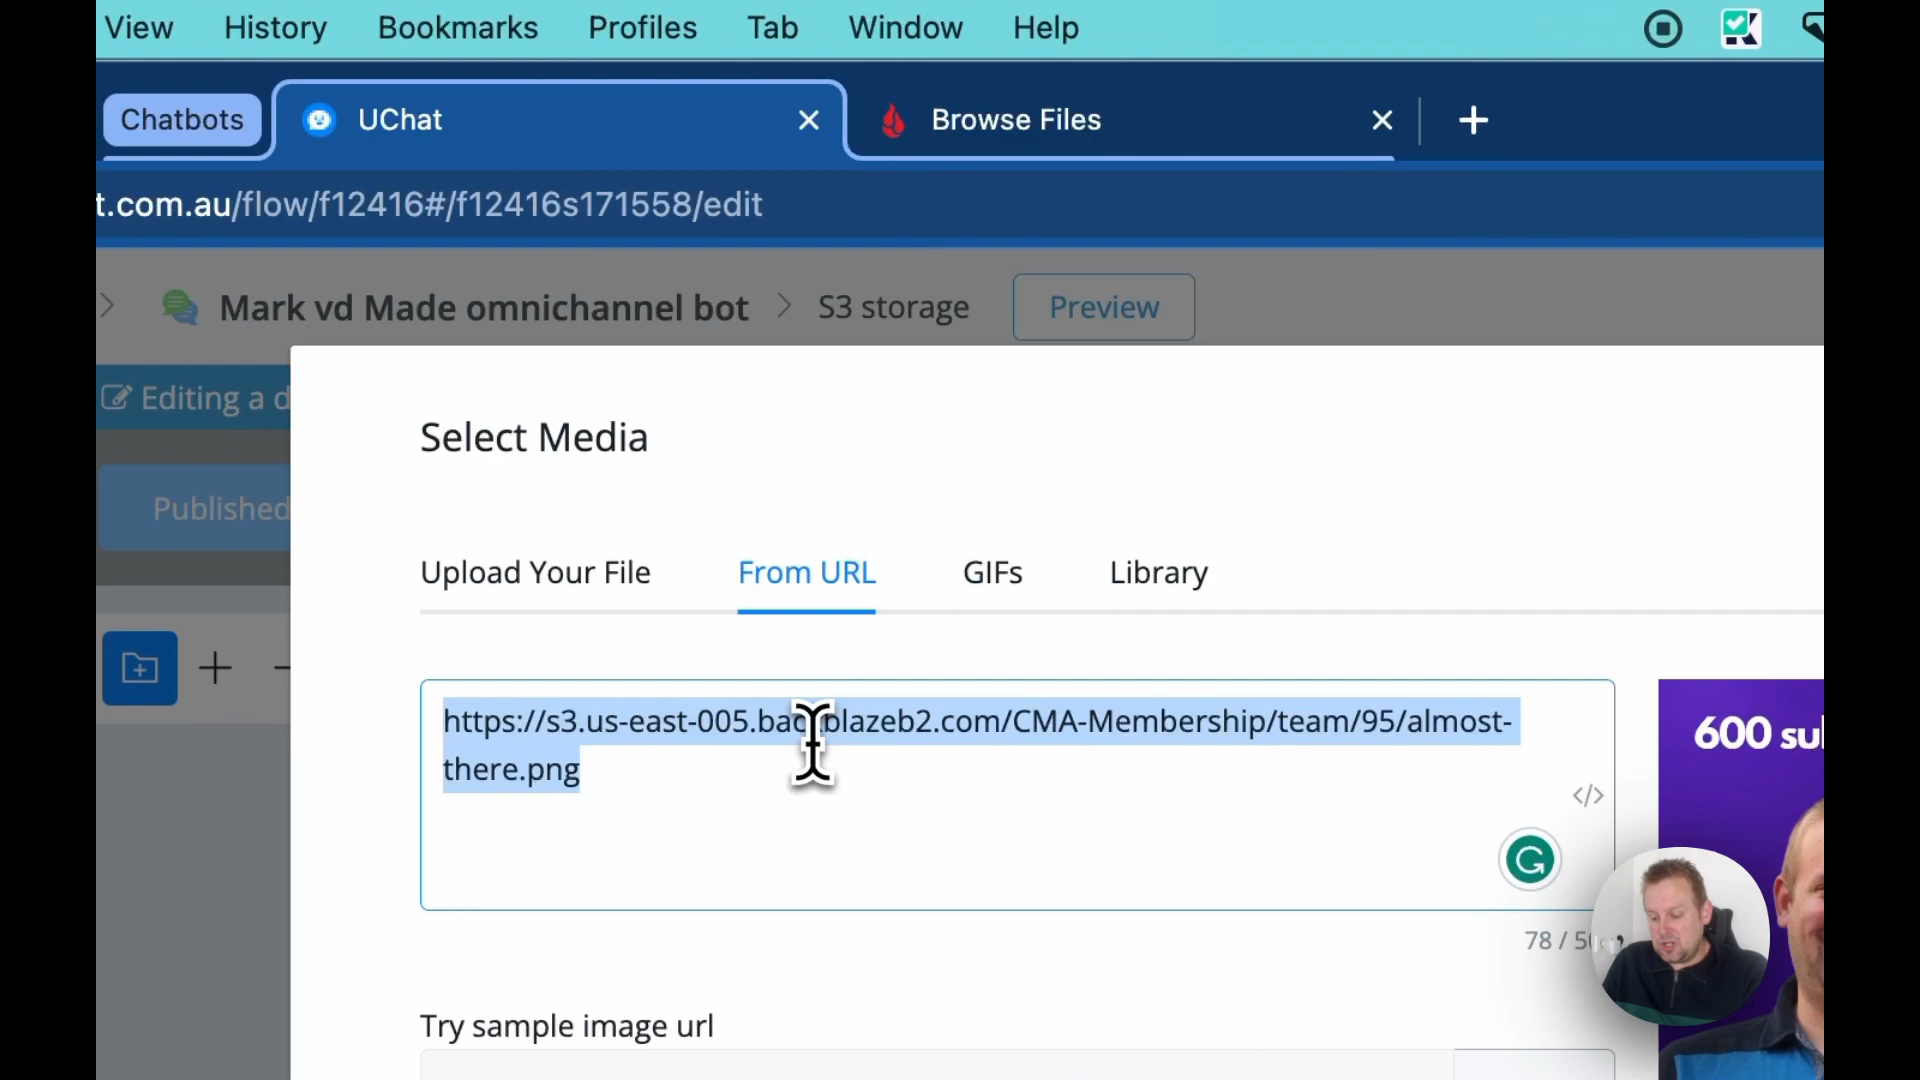 View History Bookmarks Profiles Tab Window Help
Chatbots UChat Browse Files
t.com.au/flow/f12416#/f12416s171558/edit
Mark vd Made omnichannel bot S3 storage Preview
Editing a d
Select Media
Published
Upload Your File From URL GIFs Library
https://s3.us-east-005.backblazeb2.com/CMA-Membership/team/95/almost-
there.png
600 su
78 / 5
Try sample image url